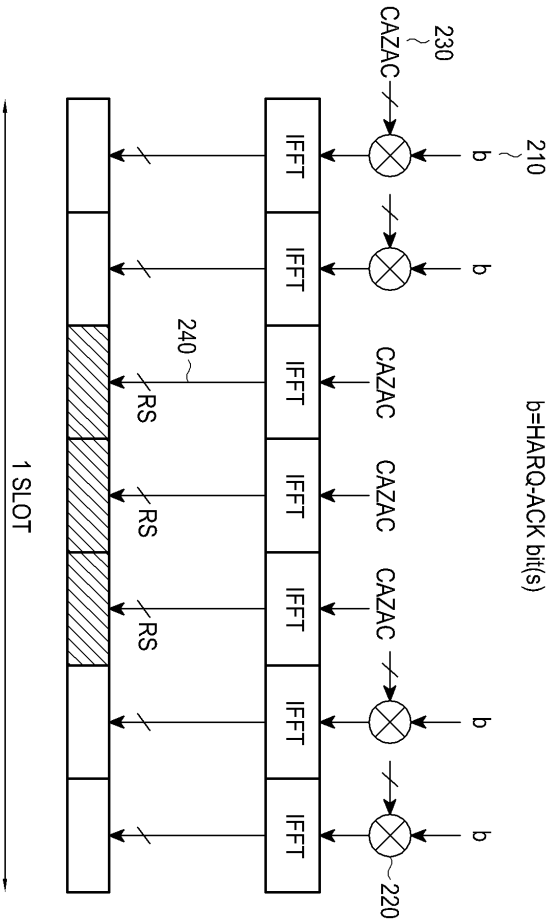 210
b=HARQ-ACK bit(s)
b
b
b
b
230
CAZAC
CAZAC
CAZAC
CAZAC
220
IFFT
IFFT
IFFT
IFFT
IFFT
IFFT
IFFT
240
RS
RS
RS
1 SLOT